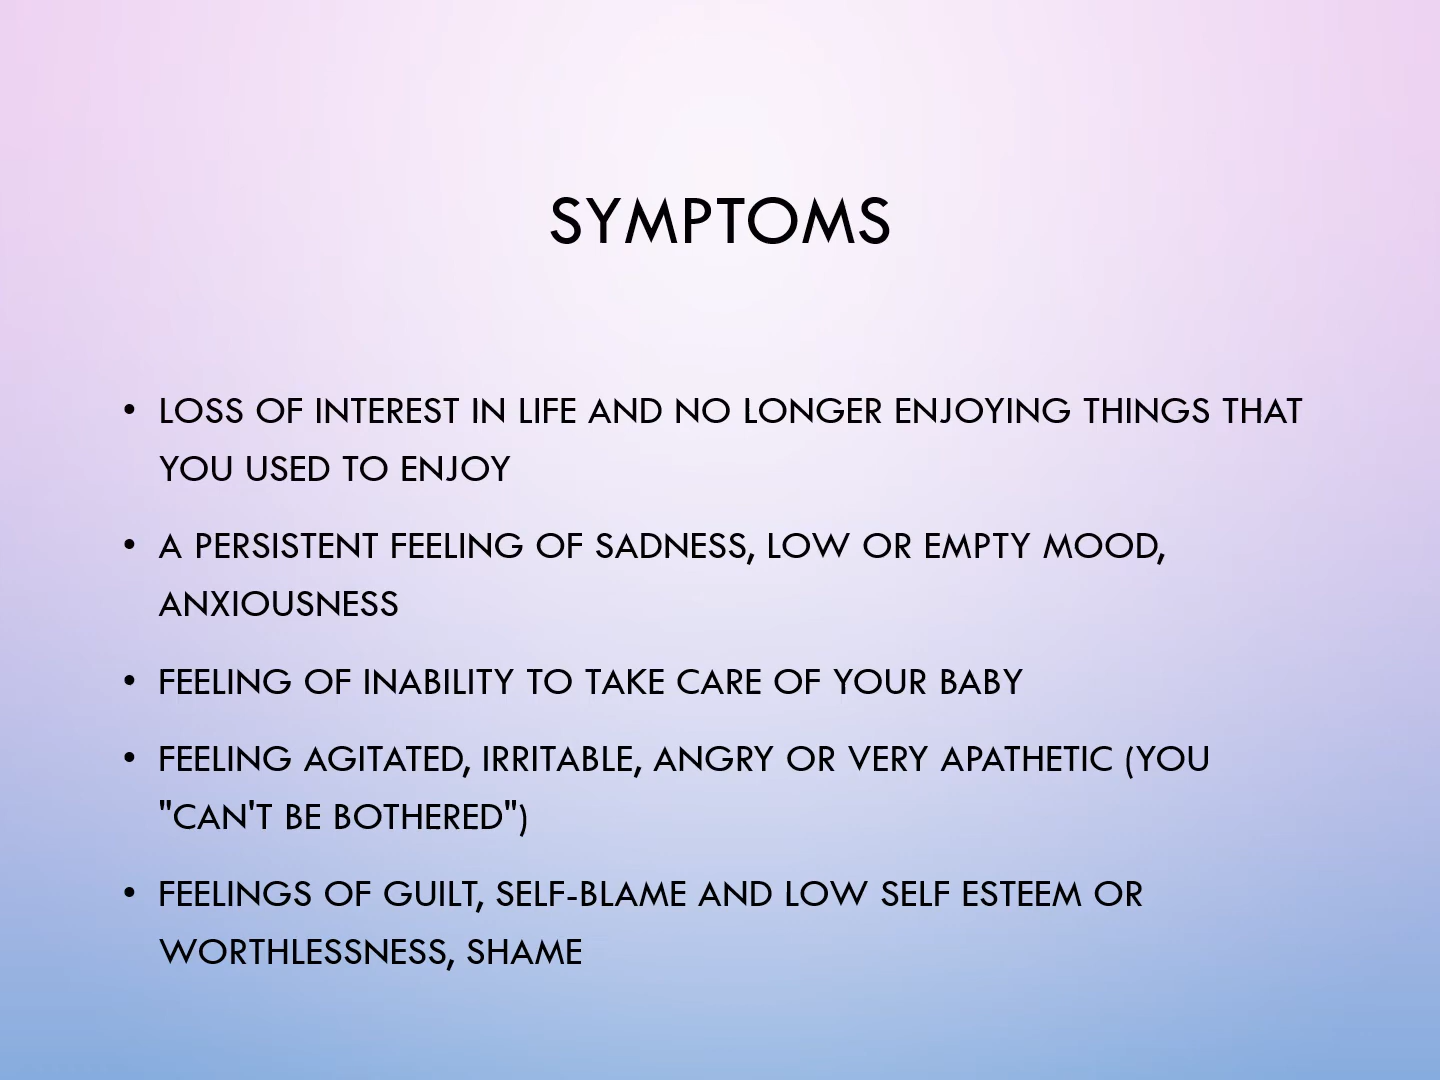 SYMPTOMS
• LOSS OF INTEREST IN LIFE AND NO LONGER ENJOYING THINGS THAT
YOU USED TO ENJOY
• A PERSISTENT FEELING OF SADNESS, LOW OR EMPTY MOOD,
ANXIOUSNESS
• FEELING OF INABILITY TO TAKE CARE OF YOUR BABY
• FEELING AGITATED, IRRITABLE, ANGRY OR VERY APATHETIC (YOU
"CAN'T BE BOTHERED")
• FEELINGS OF GUILT, SELF-BLAME AND LOW SELF ESTEEM OR
WORTHLESSNESS, SHAME